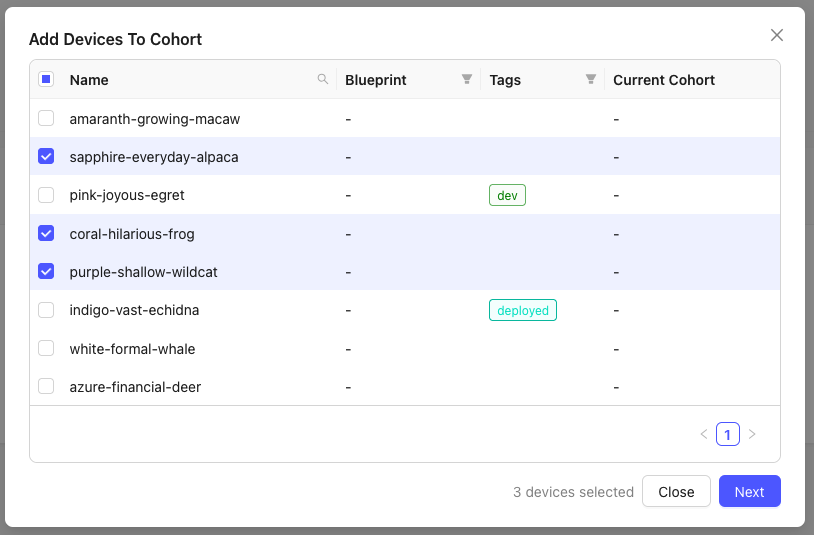 Add Devices To Cohort
Name Blueprint Tags Current Cohort
amaranth-growing-macaw - -
sapphire-everyday-alpaca - -
pink-joyous-egret - dev -
coral-hilarious-frog - -
purple-shallow-wildcat - -
indigo-vast-echidna - deployed -
white-formal-whale - -
azure-financial-deer - -
1
3 devices selected Close Next